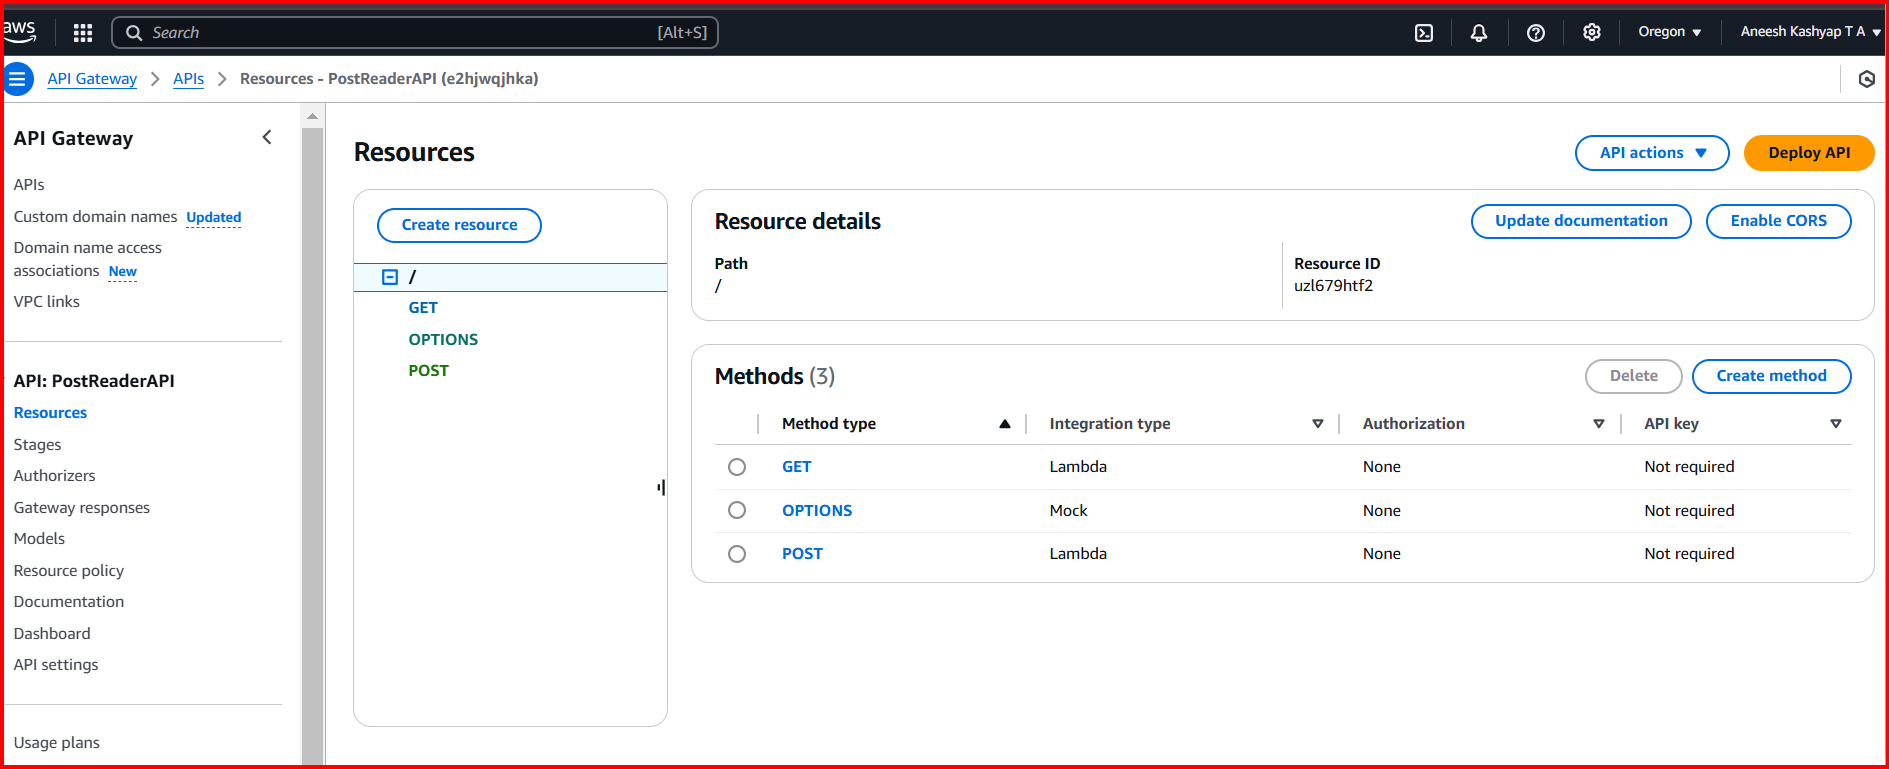 aws
Search [Alt+S]
Oregon ▼
Aneesh Kashyap T A ▼
API Gateway > APIs > Resources - PostReaderAPI (e2hjwqjhka)
API Gateway
APIs
Custom domain names Updated
Domain name access
associations New
VPC links
API: PostReaderAPI
Resources
Stages
Authorizers
Gateway responses
Models
Resource policy
Documentation
Dashboard
API settings
Usage plans
Resources
API actions ▼
Deploy API
Create resource
/
GET
OPTIONS
POST
Resource details
Update documentation
Enable CORS
Path
/
Resource ID
uzl679htf2
Methods (3)
Delete
Create method
Method type Integration type Authorization API key
GET Lambda None Not required
OPTIONS Mock None Not required
POST Lambda None Not required